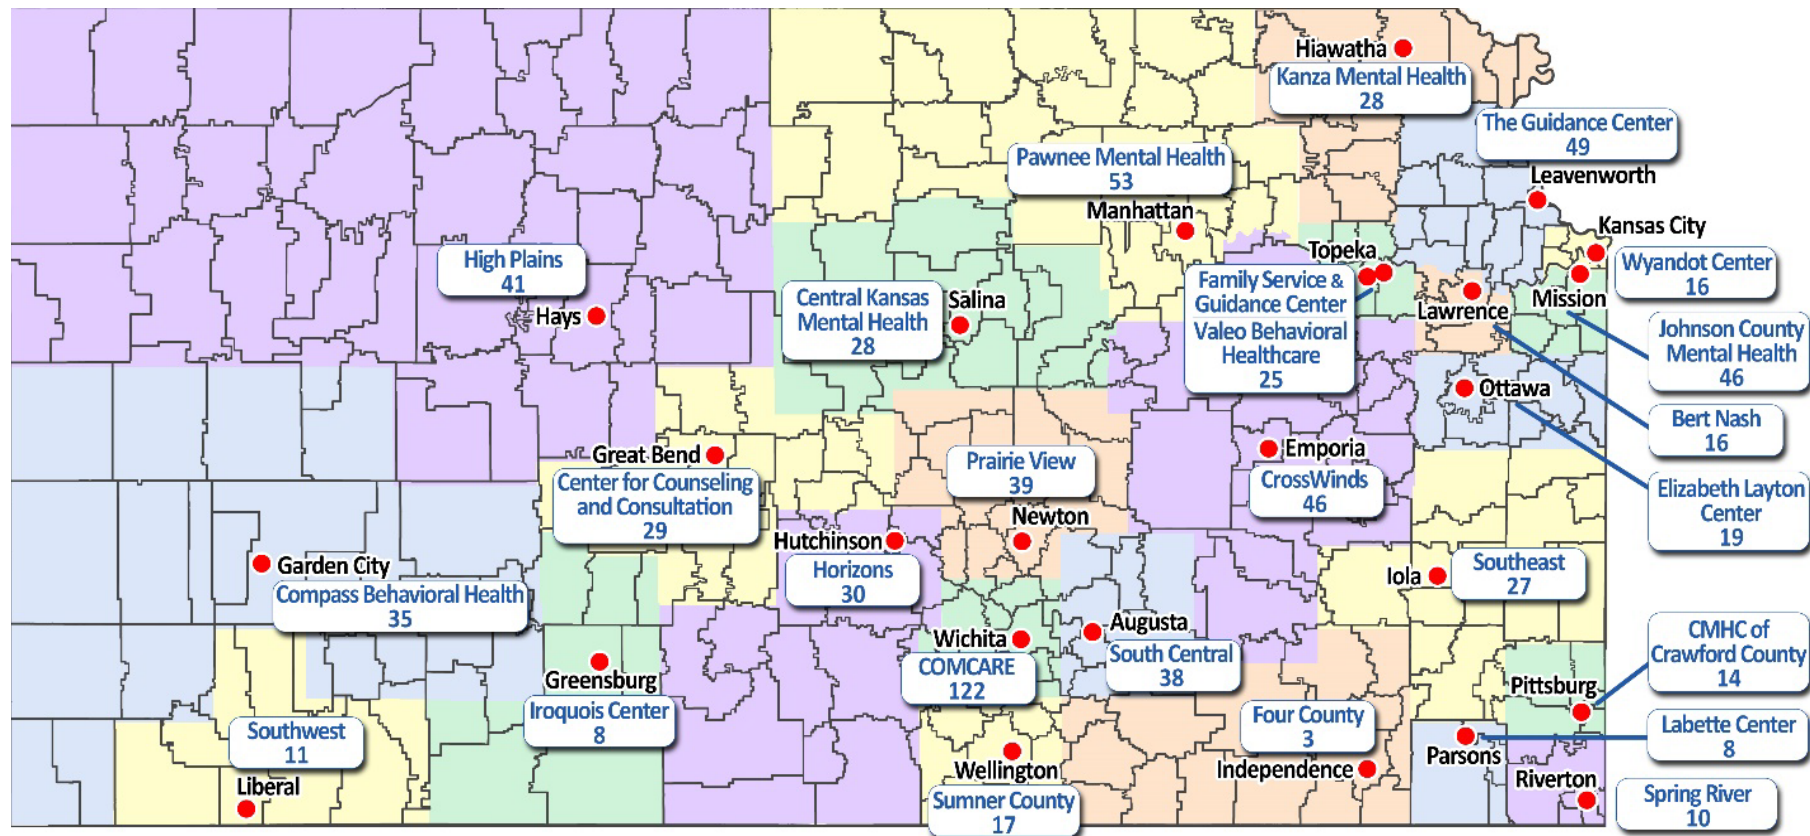 Hiawatha
Kanza Mental Health
28
The Guidance Center
49
Leavenworth
Pawnee Mental Health
53
Manhattan
Kansas City
Wyandot Center
16
Topeka
Family Service &
Guidance Center
Valeo Behavioral
Healthcare
25
Mission
Johnson County
Mental Health
46
Lawrence
Bert Nash
16
High Plains
41
Hays
Central Kansas
Mental Health
28
Salina
Ottawa
Elizabeth Layton
Center
19
Great Bend
Center for Counseling
and Consultation
29
Prairie View
39
Newton
Emporia
CrossWinds
46
Hutchinson
Horizons
30
Garden City
Compass Behavioral Health
35
Iola
Southeast
27
Wichita
COMCARE
122
Augusta
South Central
38
CMHC of
Crawford County
14
Pittsburg
Greensburg
Iroquois Center
8
Southwest
11
Liberal
Four County
3
Independence
Labette Center
8
Parsons
Wellington
Sumner County
17
Riverton
Spring River
10